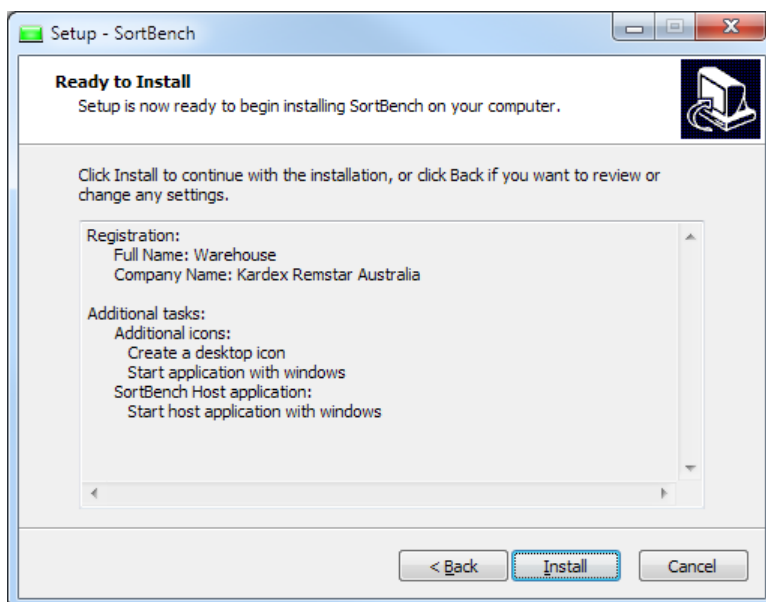 Setup - SortBench
Ready to Install
Setup is now ready to begin installing SortBench on your computer.
Click Install to continue with the installation, or click Back if you want to review or
change any settings.
Registration:
Full Name: Warehouse
Company Name: Kardex Remstar Australia
Additional tasks:
Additional icons:
Create a desktop icon
Start application with windows
SortBench Host application:
Start host application with windows
< Back
Install
Cancel